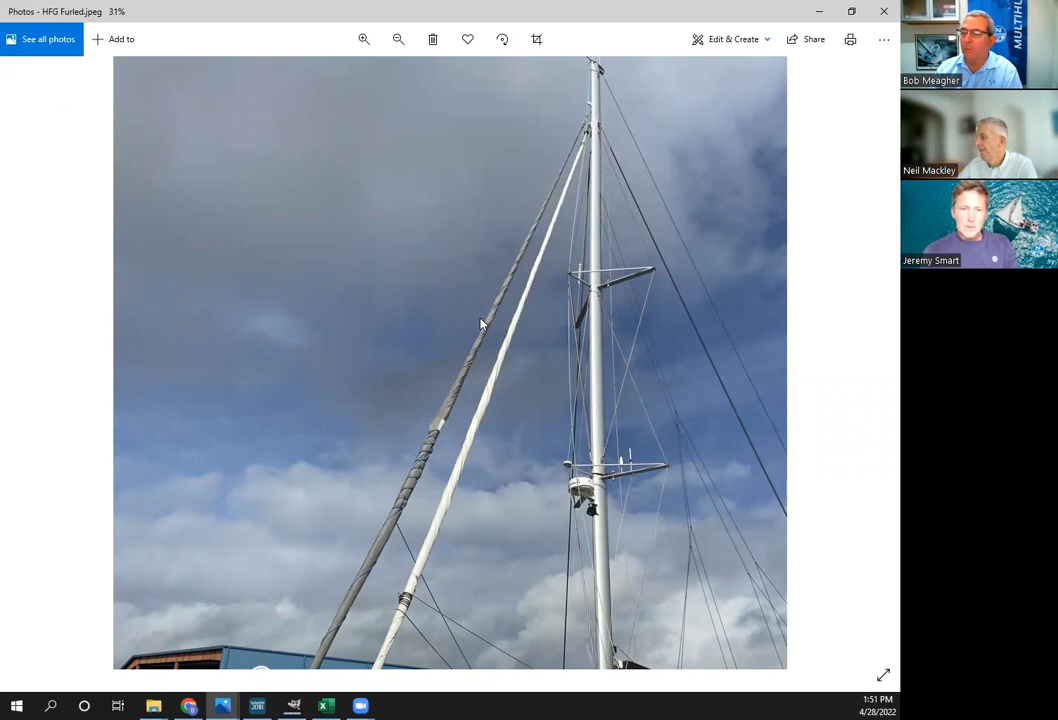 Photos - HFG Furled.jpeg 31%
See all photos
Add to
Edit & Create
Share
MULTIHU
Bob Meagher
Neil Mackley
Jeremy Smart
1:51 PM
4/28/2022